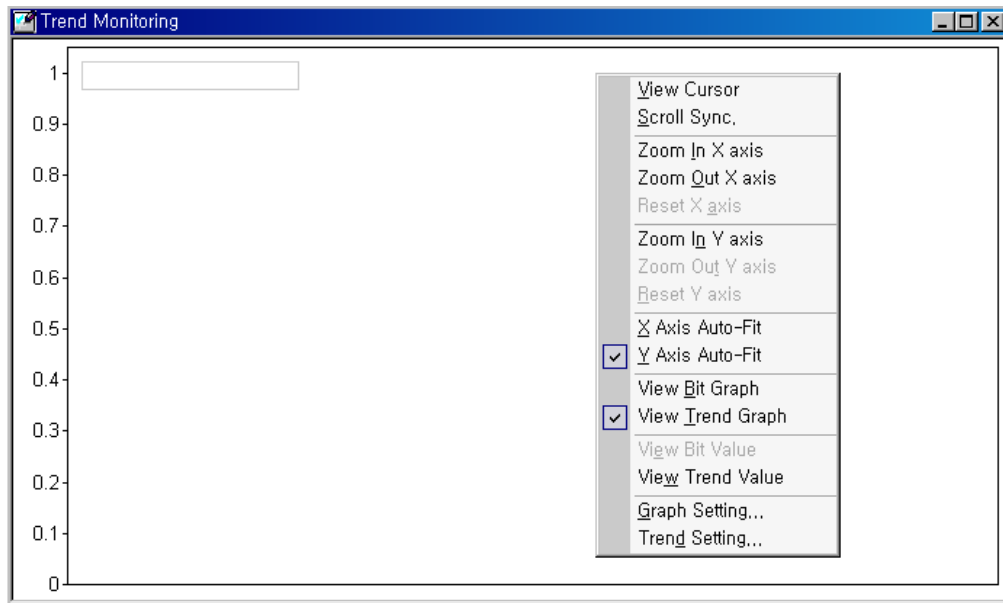 Trend Monitoring
1
0.9
0.8
0.7
0.6
0.5
0.4
0.3
0.2
0.1
0
View Cursor
Scroll Sync,
Zoom In X axis
Zoom Out X axis
Reset X axis
Zoom In Y axis
Zoom Out Y axis
Reset Y axis
X Axis Auto-Fit
Y Axis Auto-Fit
View Bit Graph
View Trend Graph
View Bit Value
View Trend Value
Graph Setting...
Trend Setting...